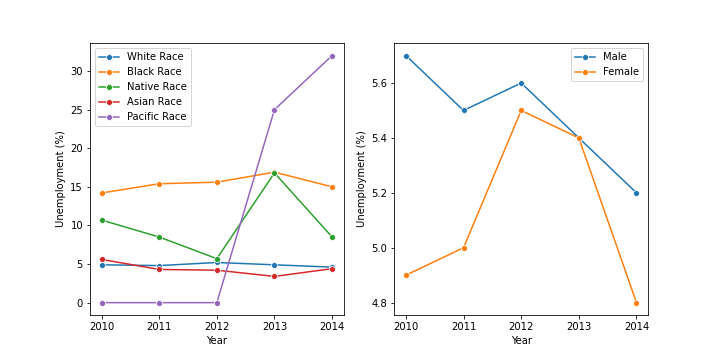 White Race
Black Race
Native Race
Asian Race
Pacific Race
30
25
20
15
10
5
0
Unemployment (%)
2010 2011 2012 2013 2014
Year
Male
Female
5.6
5.4
5.2
5.0
4.8
Unemployment (%)
2010 2011 2012 2013 2014
Year